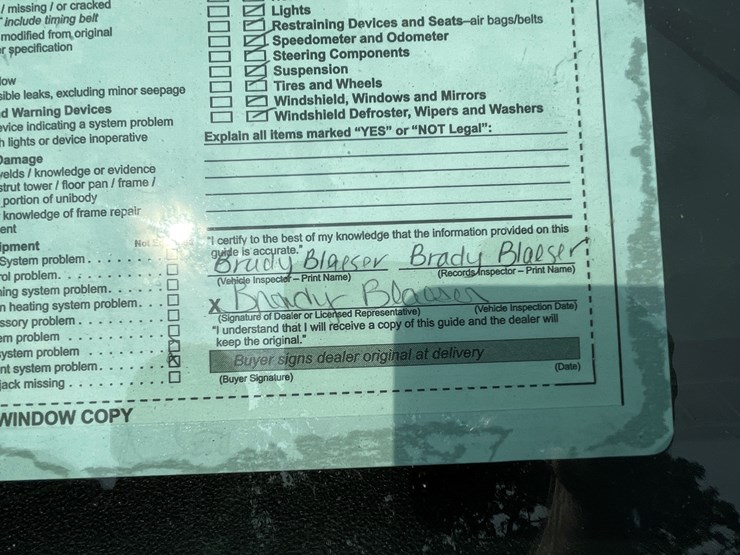 / missing / or cracked
include timing belt
modified from original
r specification
ow
sible leaks, excluding minor seepage
d Warning Devices
evice indicating a system problem
h lights or device inoperative
Damage
welds / knowledge or evidence
strut tower / floor pan / frame /
portion of unibody
knowledge of frame repair
ent
ipment
Not
System problem
rol problem
ing system problem
n heating system problem
ssory problem
em problem
system problem
nt system problem
jack missing
WINDOW COPY
Lights
Restraining Devices and Seats–air bags/belts
Speedometer and Odometer
Steering Components
Suspension
Tires and Wheels
Windshield, Windows and Mirrors
Windshield Defroster, Wipers and Washers
Explain all items marked “YES” or “NOT Legal”:
"I certify to the best of my knowledge that the information provided on this
guide is accurate."
Brady Blaeser Brady Blaeser
(Vehicle Inspector – Print Name) (Records Inspector – Print Name)
X Brady Blaeser
(Signature of Dealer or Licensed Representative) (Vehicle Inspection Date)
"I understand that I will receive a copy of this guide and the dealer will
keep the original."
Buyer signs dealer original at delivery
(Buyer Signature) (Date)